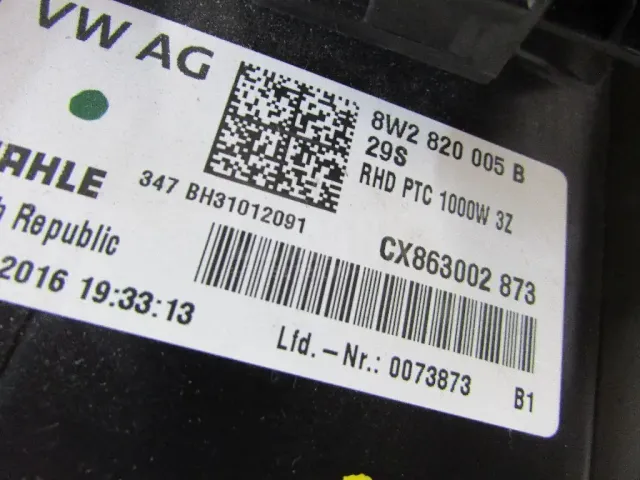 VW AG
8W2 820 005 B
29S
RHD PTC 1000W 3Z
MAHLE
347 BH31012091
Republic
CX863002 873
2016 19:33:13
Lfd.-Nr.: 0073873
B1